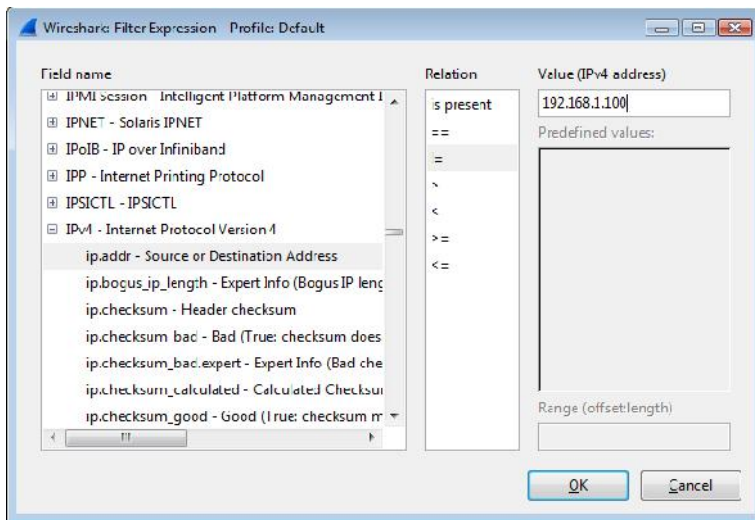 Wireshark: Filter Expression Profile: Default
Field name
IPMI Session - Intelligent Platform Management I
IPNET - Solaris IPNET
IPoIB - IP over Infiniband
IPP - Internet Printing Protocol
IPSICTL - IPSICTL
IPv4 - Internet Protocol Version 4
ip.addr - Source or Destination Address
ip.bogus_ip_length - Expert Info (Bogus IP leng
ip.checksum - Header checksum
ip.checksum_bad - Bad (True: checksum does
ip.checksum_bad.expert - Expert Info (Bad che
ip.checksum_calculated - Calculated Checksu
ip.checksum_good - Good (True: checksum m
Relation
is present
==
!=
>
<
>=
<=
Value (IPv4 address)
192.168.1.100
Predefined values:
Range (offset:length)
OK
Cancel